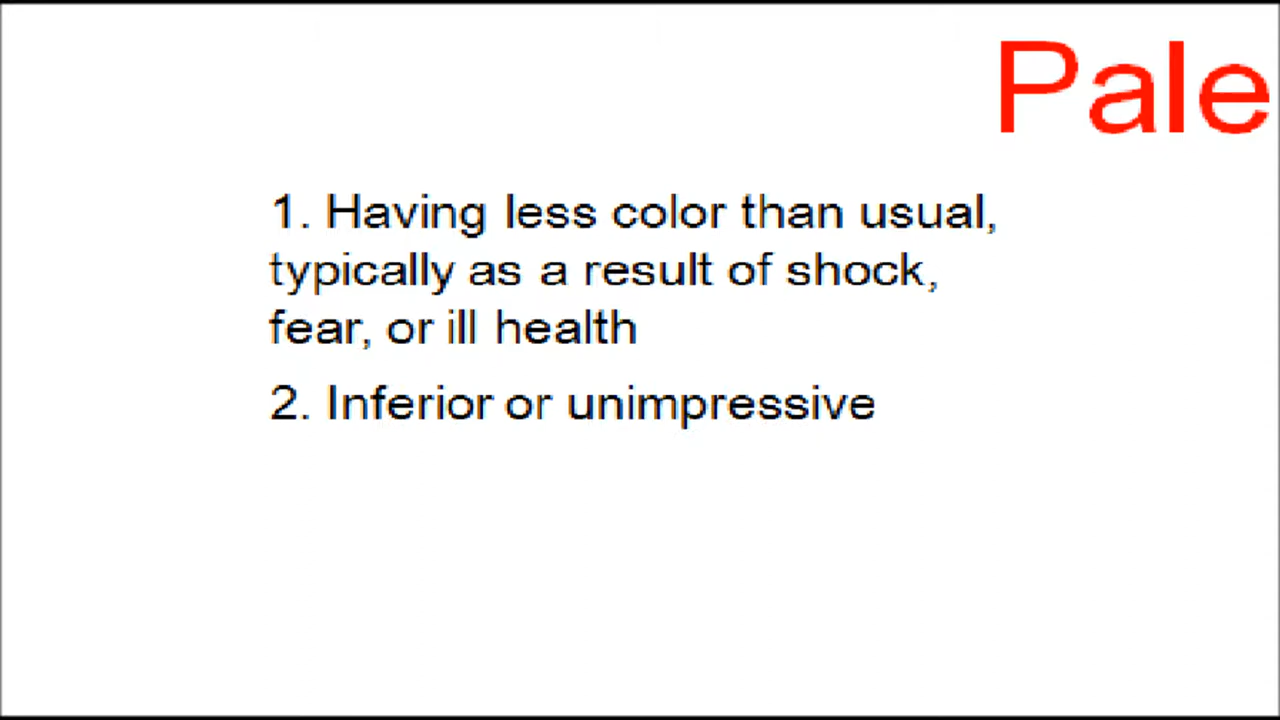 Pale
1. Having less color than usual,
typically as a result of shock,
fear, or ill health
2. Inferior or unimpressive